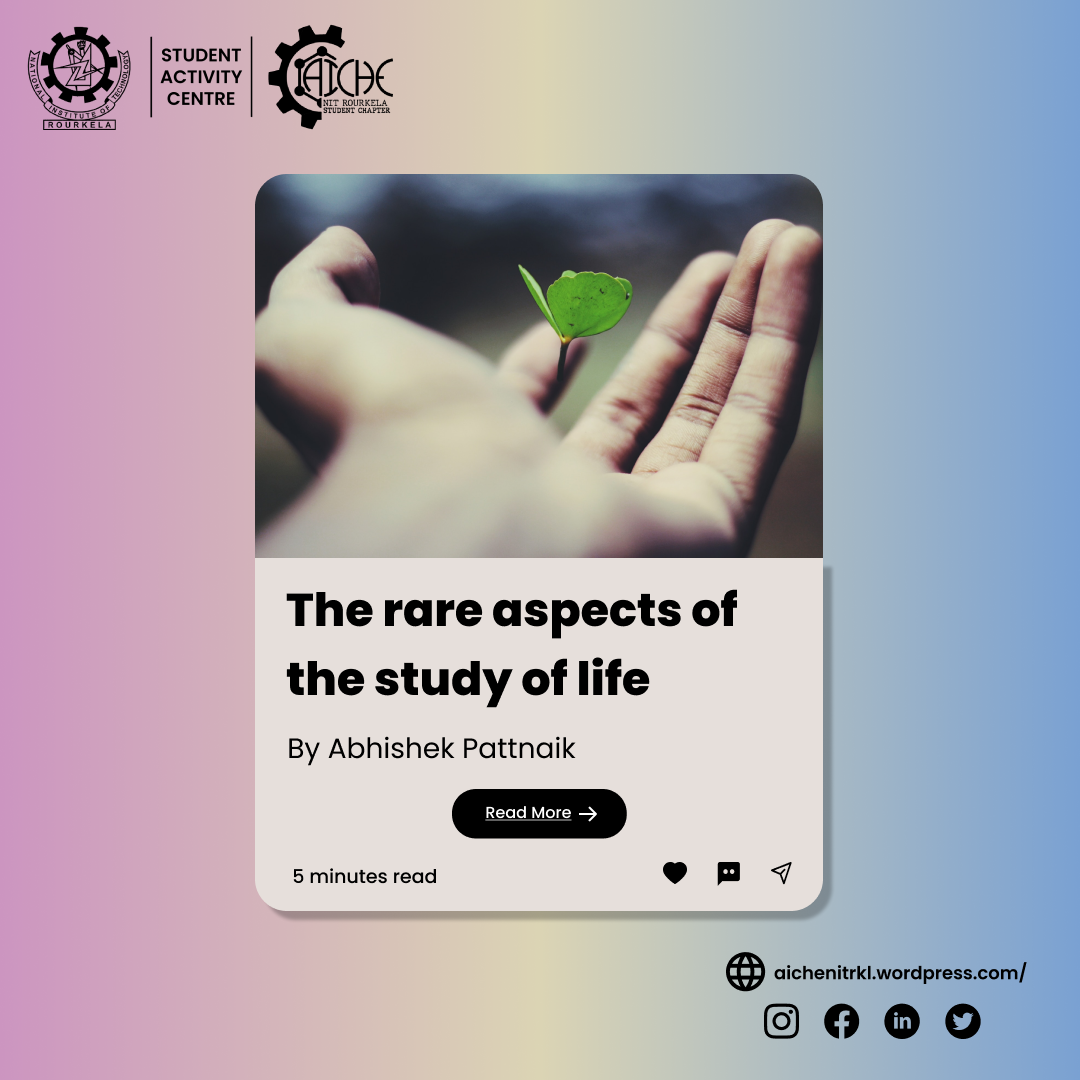 NATIONAL INSTITUTE OF TECHNOLOGY
ROURKELA
STUDENT
ACTIVITY
CENTRE
AICHE
NIT ROURKELA
STUDENT CHAPTER
The rare aspects of
the study of life
By Abhishek Pattnaik
Read More
5 minutes read
aichenitrkl.wordpress.com/
in